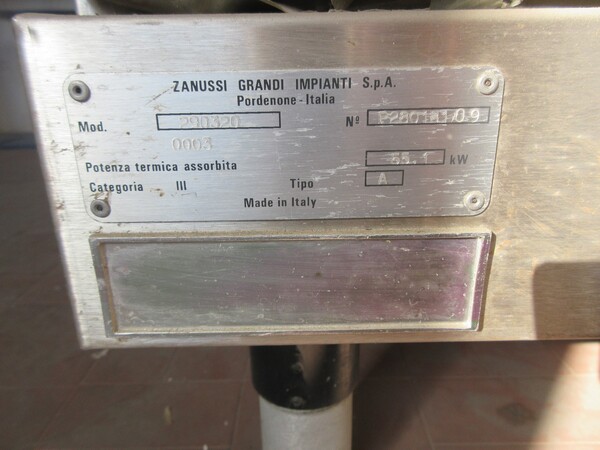 ZANUSSI GRANDI IMPIANTI S.p.A.
Pordenone - Italia
Mod. 290320 Nº
0003
Potenza termica assorbita kW
Categoria III Tipo A
Made in Italy